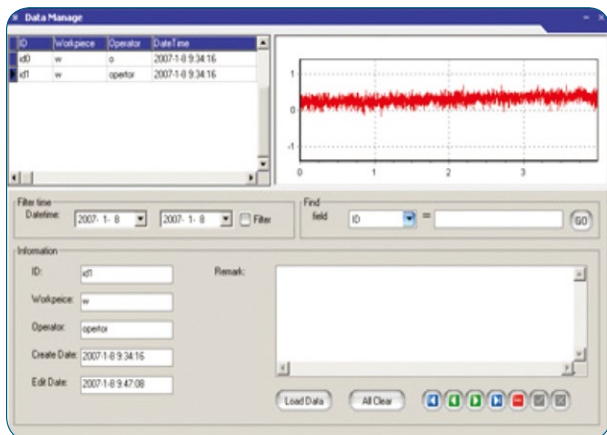 Data Manage
ID Workpiece Operator DateTime
id0 w o 2007-1-8 9:34:16
id1 w opertor 2007-1-8 9:34:16
1
0
-1
0 1 2 3
Filter time
Datetime: 2007- 1- 8 2007- 1- 8 Filter
Find
field ID = GO
Information
ID: id1 Remark:
Workpeice: w
Operator: opertor
Create Date: 2007-1-8 9:34:16
Edit Date: 2007-1-8 9:47:08
Load Data All Clear